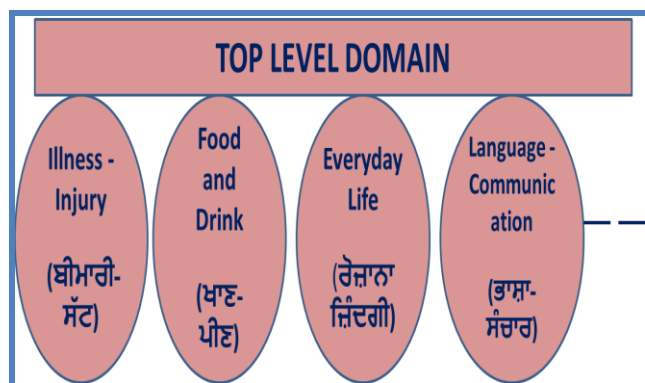 TOP LEVEL DOMAIN
Illness -
Injury
(ਬੀਮਾਰੀ-
ਸੱਟ)
Food
and
Drink
(ਖਾਣ-
ਪੀਣ)
Everyday
Life
(ਰੋਜ਼ਾਨਾ
ਜ਼ਿੰਦਗੀ)
Language -
Communic
ation
(ਭਾਸ਼ਾ-
ਸੰਚਾਰ)